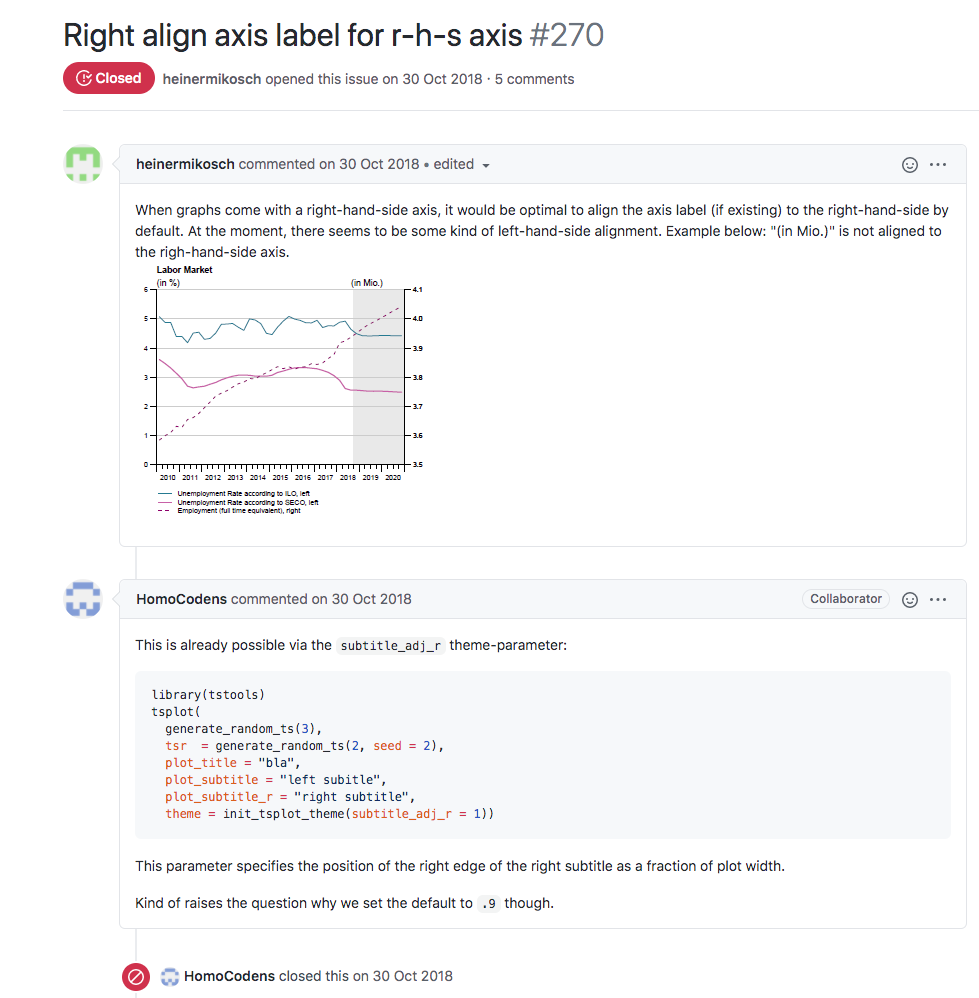 Right align axis label for r-h-s axis #270
Closed heinermikosch opened this issue on 30 Oct 2018 · 5 comments
heinermikosch commented on 30 Oct 2018 • edited
When graphs come with a right-hand-side axis, it would be optimal to align the axis label (if existing) to the right-hand-side by
default. At the moment, there seems to be some kind of left-hand-side alignment. Example below: "(in Mio.)" is not aligned to
the righ-hand-side axis.
Labor Market
(in %) (in Mio.)
6 4.1
5 4.0
4 3.9
3 3.8
2 3.7
1 3.6
0 3.5
2010 2011 2012 2013 2014 2015 2016 2017 2018 2019 2020
Unemployment Rate according to ILO, left
Unemployment Rate according to SECO, left
Employment (full time equivalent), right
HomoCodens commented on 30 Oct 2018 Collaborator
This is already possible via the subtitle_adj_r theme-parameter:
library(tstools)
tsplot(
generate_random_ts(3),
tsr = generate_random_ts(2, seed = 2),
plot_title = "bla",
plot_subtitle = "left subitle",
plot_subtitle_r = "right subtitle",
theme = init_tsplot_theme(subtitle_adj_r = 1))
This parameter specifies the position of the right edge of the right subtitle as a fraction of plot width.
Kind of raises the question why we set the default to .9 though.
HomoCodens closed this on 30 Oct 2018